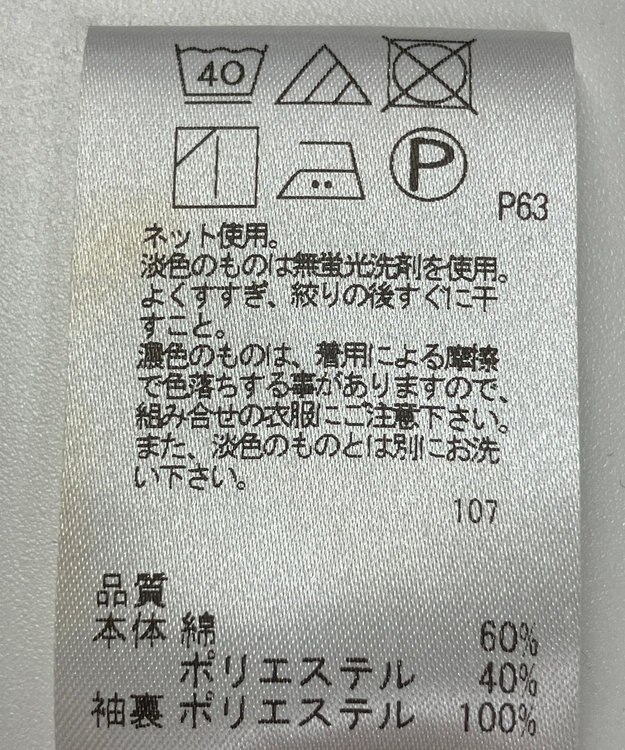 40
P
P63
ネット使用。
淡色のものは無蛍光洗剤を使用。
よくすすぎ、絞りの後すぐに干
すこと。
濃色のものは、着用による摩擦
で色落ちする事がありますので、
組み合せの衣服にご注意下さい。
また、淡色のものとは別にお洗
い下さい。
107
品質
本体 綿 60%
ポリエステル 40%
袖裏 ポリエステル 100%